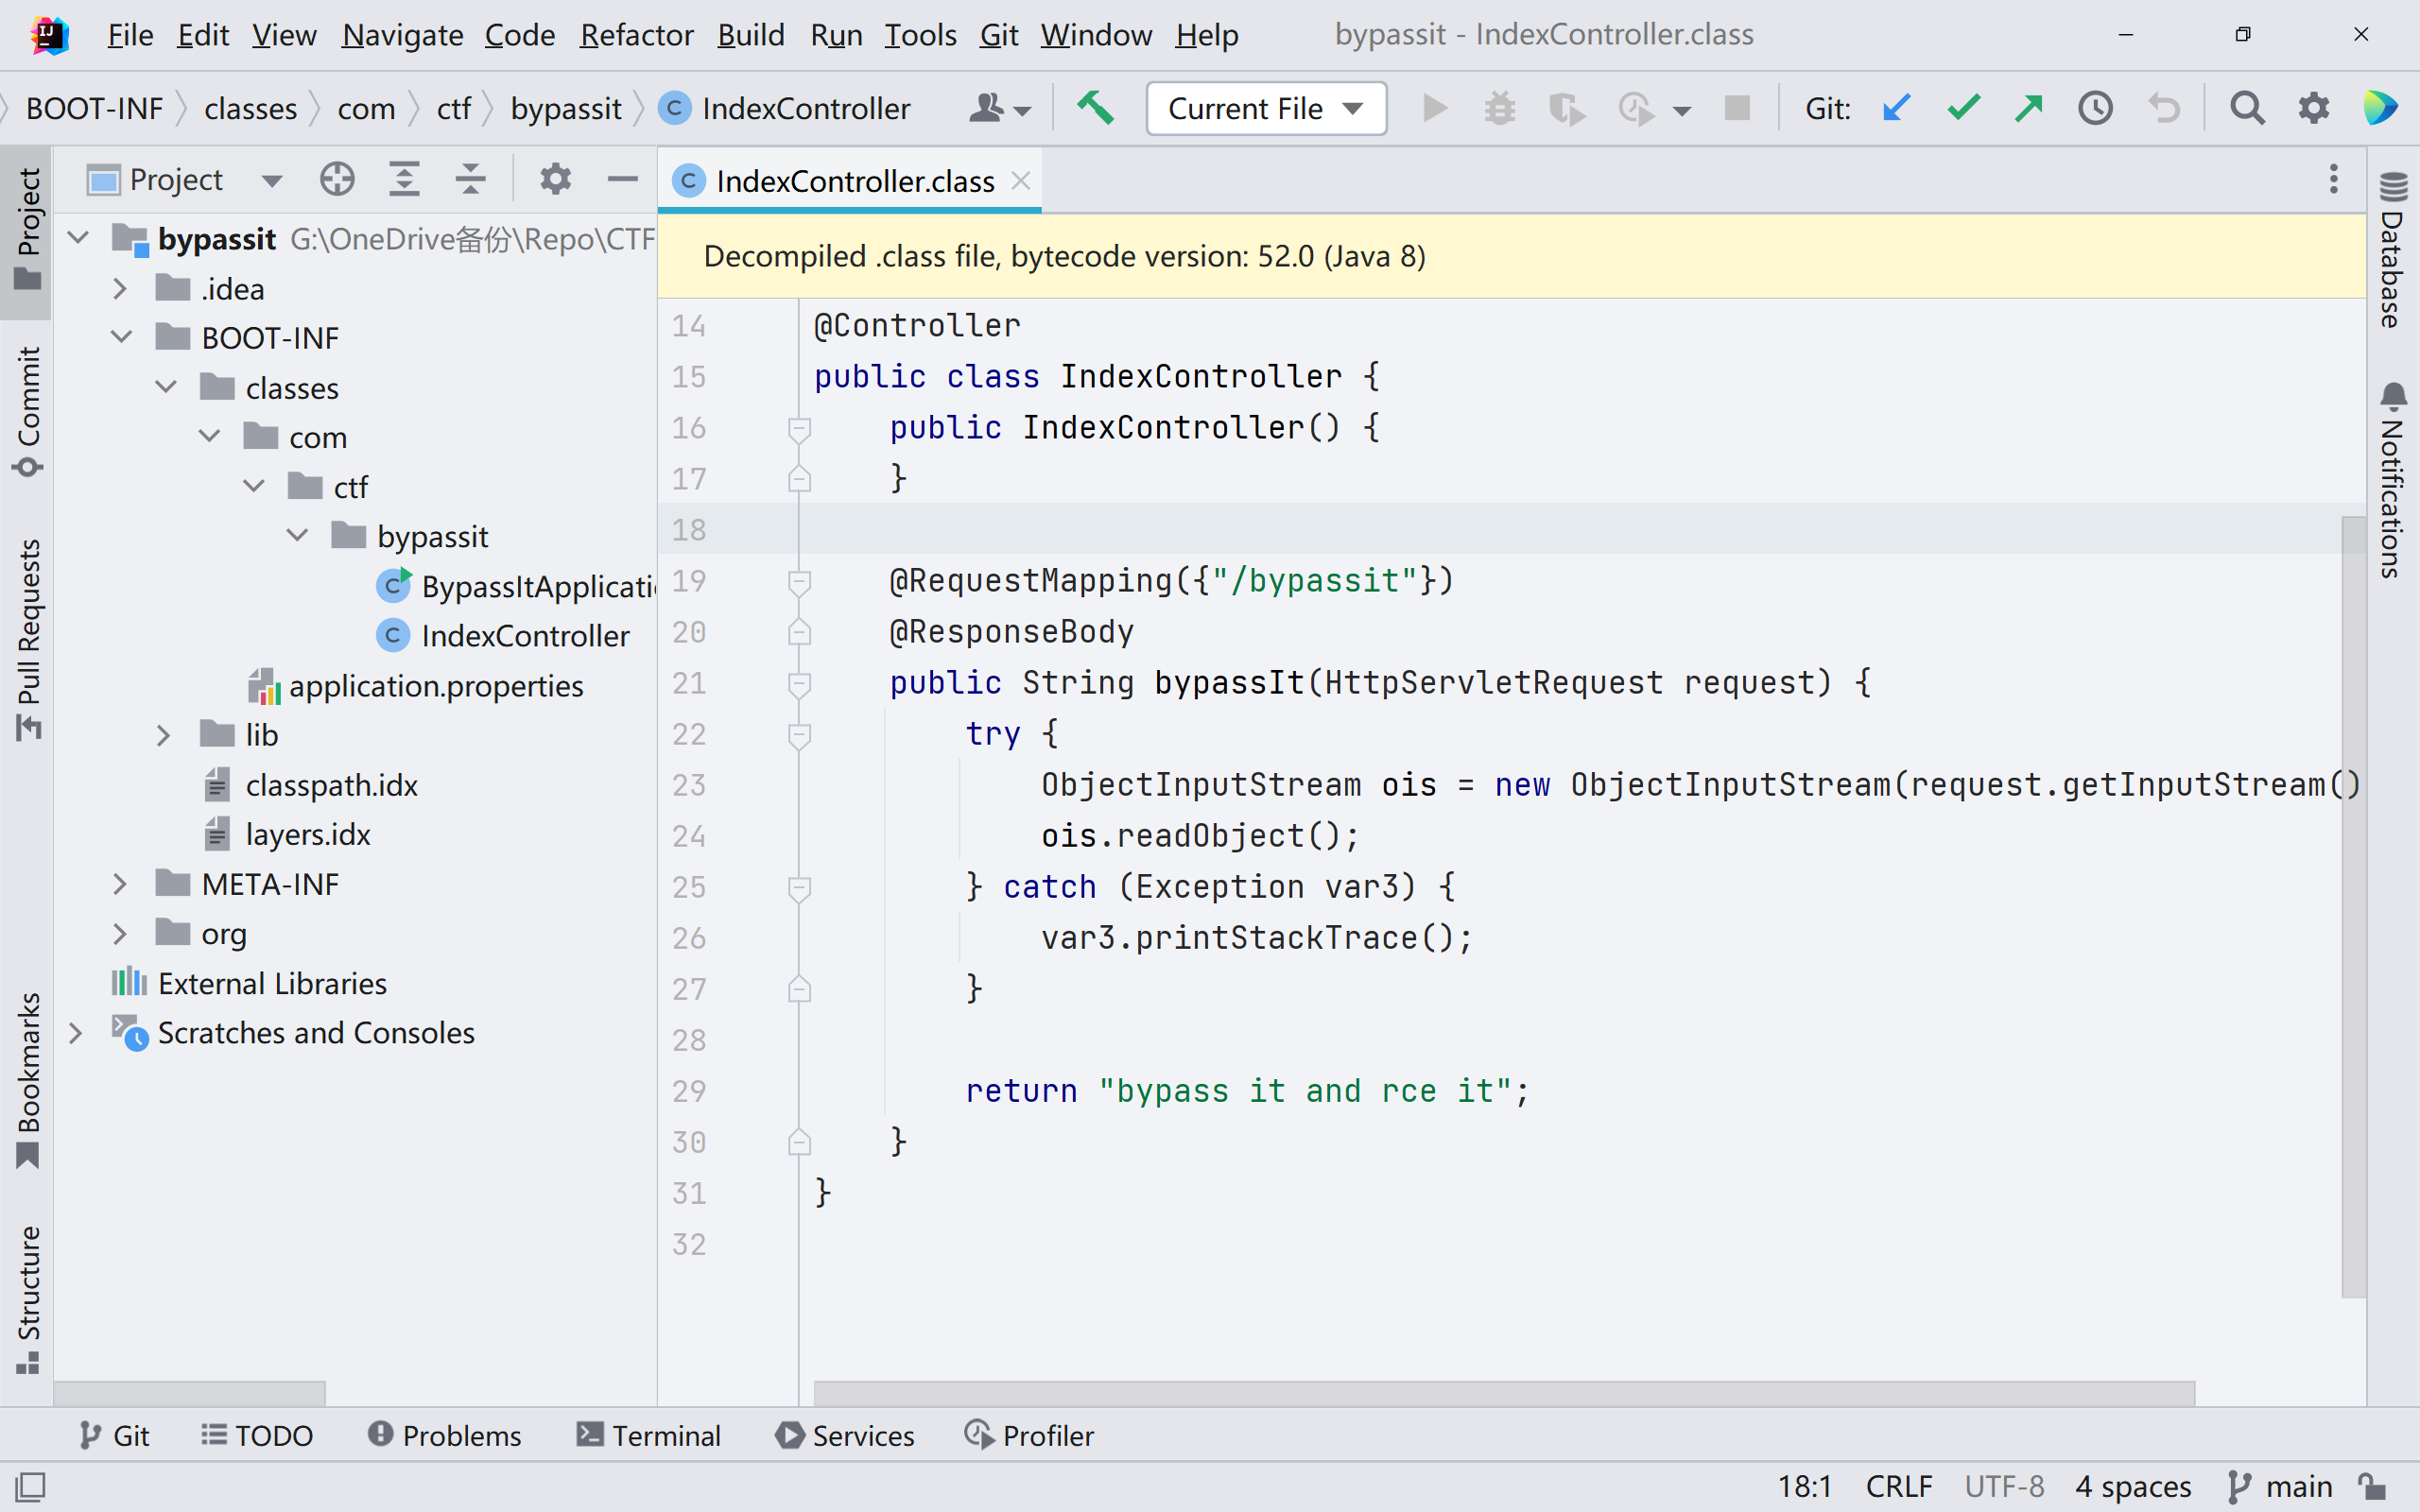 File Edit View Navigate Code Refactor Build Run Tools Git Window Help bypassit - IndexController.class
BOOT-INF classes com ctf bypassit IndexController Current File Git:
Project
IndexController.class
bypassit G:\OneDrive备份\Repo\CTF
.idea
BOOT-INF
classes
com
ctf
bypassit
BypassItApplicati
IndexController
application.properties
lib
classpath.idx
layers.idx
META-INF
org
External Libraries
Scratches and Consoles
Project
Commit
Pull Requests
Bookmarks
Structure
Decompiled .class file, bytecode version: 52.0 (Java 8)
14 @Controller
15 public class IndexController {
16 public IndexController() {
17 }
18
19 @RequestMapping({"/bypassit"})
20 @ResponseBody
21 public String bypassIt(HttpServletRequest request) {
22 try {
23 ObjectInputStream ois = new ObjectInputStream(request.getInputStream()
24 ois.readObject();
25 } catch (Exception var3) {
26 var3.printStackTrace();
27 }
28
29 return "bypass it and rce it";
30 }
31 }
32
Database
Notifications
Git TODO Problems Terminal Services Profiler
18:1 CRLF UTF-8 4 spaces main